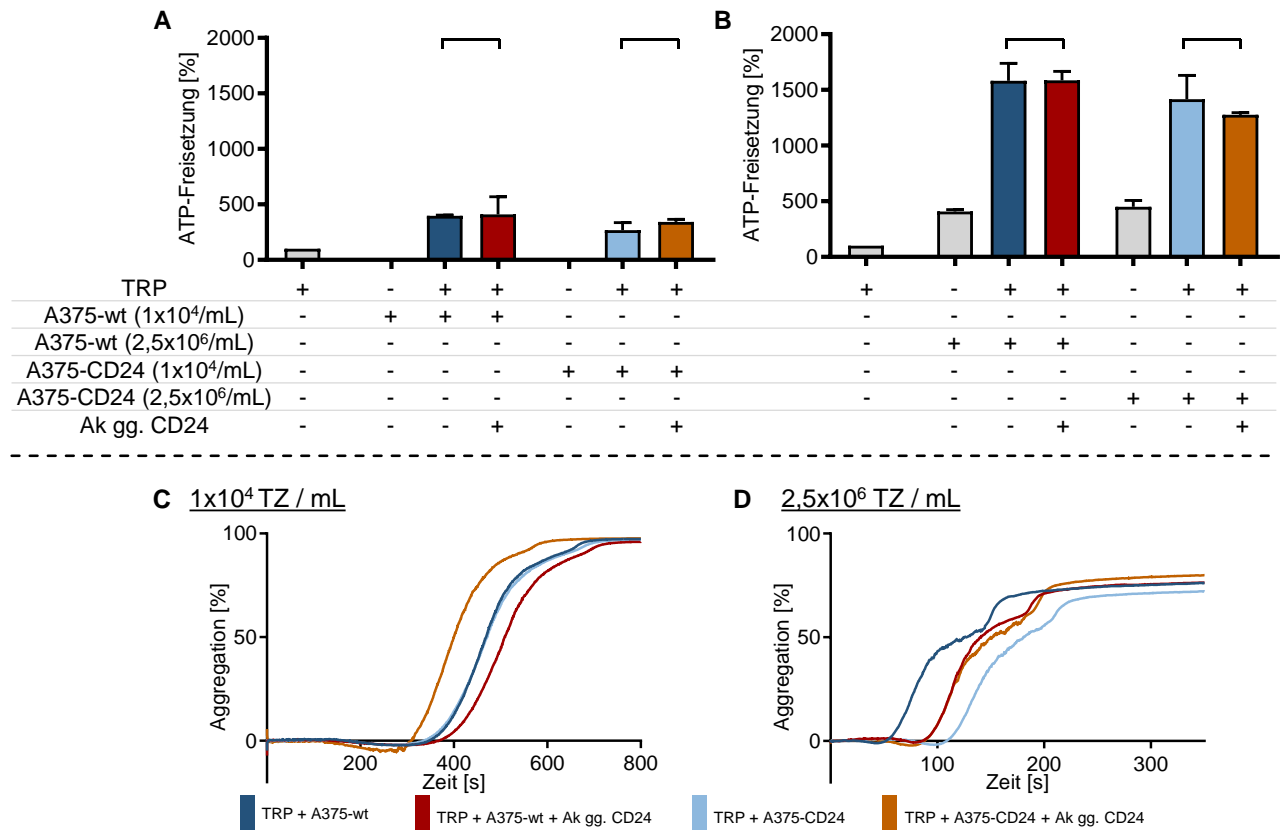 A
ATP-Freisetzung [%]
2000
1500
1000
500
0
B
ATP-Freisetzung [%]
2000
1500
1000
500
0
TRP + - + + - + + + - + + - + +
A375-wt (1x10⁴/mL) - + + + - - - - - - - - - -
A375-wt (2,5x10⁶/mL) - - - - - - - - + + + - - -
A375-CD24 (1x10⁴/mL) - - - - + + + - - - - - - -
A375-CD24 (2,5x10⁶/mL) - - - - - - - - - - - + + +
Ak gg. CD24 - - - + - - + - - - + - - +
C 1x10⁴ TZ / mL
Aggregation [%]
100
50
0
200 400 600 800
Zeit [s]
D 2,5x10⁶ TZ / mL
Aggregation [%]
100
50
0
100 200 300
Zeit [s]
TRP + A375-wt
TRP + A375-wt + Ak gg. CD24
TRP + A375-CD24
TRP + A375-CD24 + Ak gg. CD24